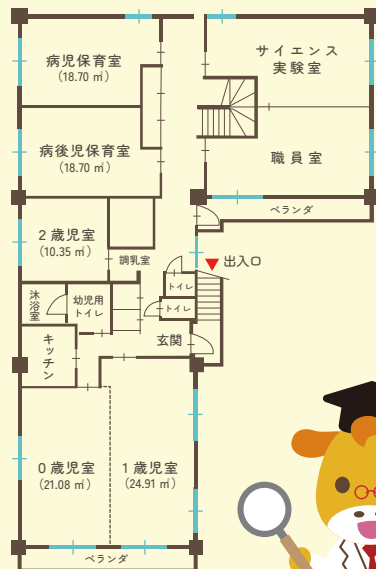 病児保育室
(18.70 ㎡)
サイエンス
実験室
病後児保育室
(18.70 ㎡)
職員室
ベランダ
2歳児室
(10.35 ㎡)
調乳室
出入口
トイレ
沐浴室
幼児用
トイレ
トイレ
キッチン
玄関
0歳児室
(21.08 ㎡)
1歳児室
(24.91 ㎡)
ベランダ